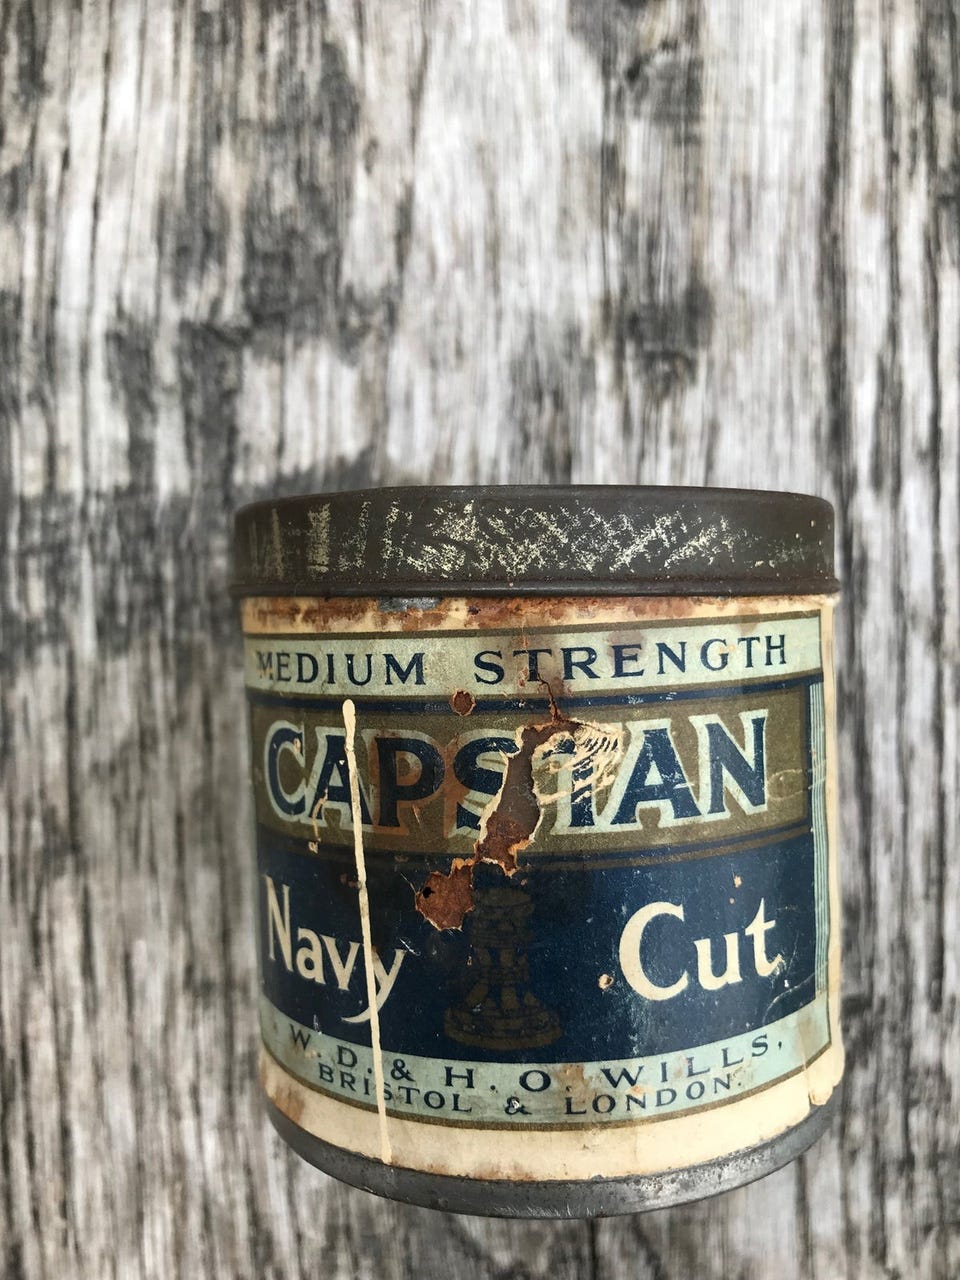 MEDIUM STRENGTH
CAPSTAN
Navy Cut
W. D. & H. O. WILLS,
BRISTOL & LONDON.